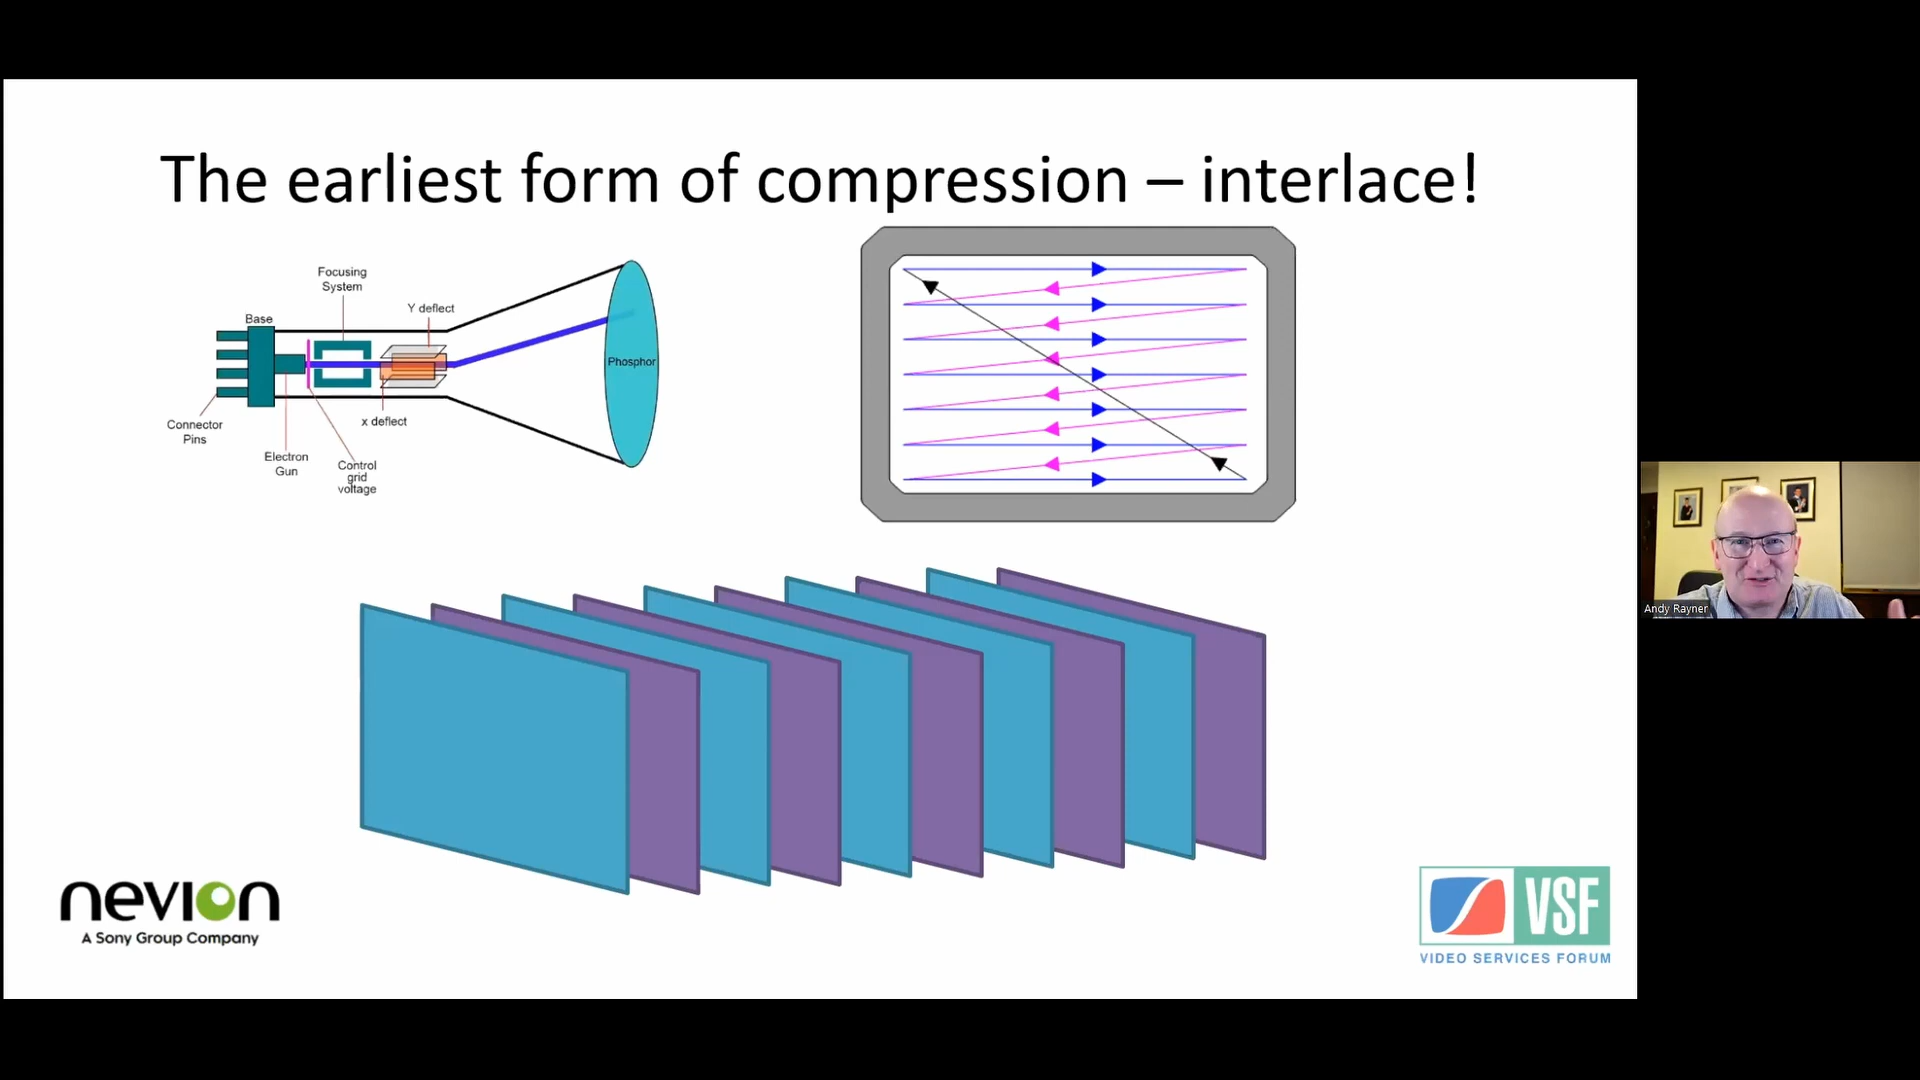 The earliest form of compression – interlace!
Focusing
System
Y deflect
Base
Phosphor
x deflect
Connector
Pins
Electron
Gun
Control
grid
voltage
Andy Rayner
nevion
A Sony Group Company
VSF
VIDEO SERVICES FORUM